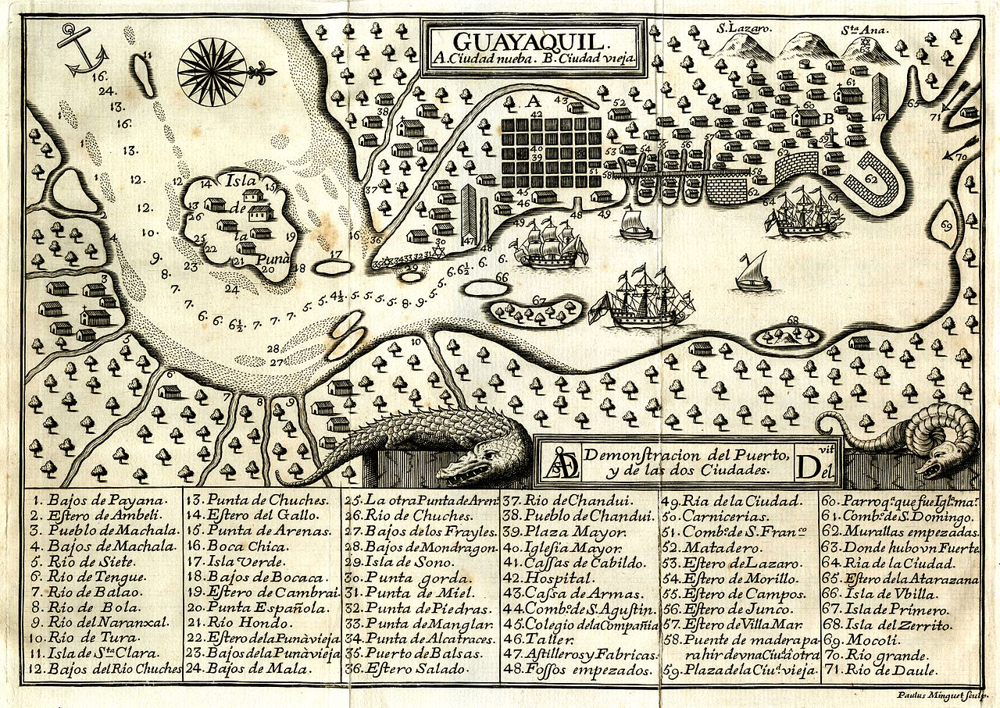 GUAYAQUIL.
A. Ciudad nueba. B. Ciudad vieja.
S. Lazaro.
Sta. Ana.
A
B
Isla
de
la
Punà
Demonſtracion del Puerto,
y de las dos Ciudades.
Dvit
Del.
1. Bajos de Payana.
2. Eſtero de Ambeli.
3. Pueblo de Machala.
4. Bajos de Machala.
5. Rio de Siete.
6. Rio de Tengue.
7. Rio de Balao.
8. Rio de Bola.
9. Rio del Naranxal.
10. Rio de Tura.
11. Isla de Sta Clara.
12. Bajos del Rio Chuches
13. Punta de Chuches.
14. Eſtero del Gallo.
15. Punta de Arenas.
16. Boca Chica.
17. Isla Verde.
18. Bajos de Bocaca.
19. Eſtero de Cambrai.
20. Punta Española.
21. Rio Hondo.
22. Eſtero de la Punà vieja.
23. Bajos de la Punà vieja
24. Bajos de Mala.
25. La otra Punta de Aren.
26. Rio de Chuches.
27. Bajos de los Frayles.
28. Bajos de Mondragon.
29. Isla de Sono.
30. Punta gorda.
31. Punta de Miel.
32. Punta de Piedras.
33. Punta de Manglar.
34. Punta de Alcatraces.
35. Puerto de Balsas.
36. Eſtero Salado.
37. Rio de Chandui.
38. Pueblo de Chandui.
39. Plaza Mayor.
40. Igleſia Mayor.
41. Caſſas de Cabildo.
42. Hospital.
43. Caſſa de Armas.
44. Combo. de S. Aguſtin.
45. Colegio de la Compañia
46. Taller.
47. Aſtilleros y Fabricas.
48. Foſſos empezados.
49. Ria de la Ciudad.
50. Carnicerias.
51. Combo. de S. Franco
52. Matadero.
53. Eſtero de Lazaro.
54. Eſtero de Morillo.
55. Eſtero de Campos.
56. Eſtero de Junco.
57. Eſtero de Villa Mar.
58. Puente de madera pa-
ra hir de vna Ciud. â otra
59. Plaza de la Ciud. vieja.
60. Parroqa. que fue Igla. mar.
61. Combo. de S. Domingo.
62. Murallas empezadas.
63. Donde hubo vn Fuerte
64. Ria de la Ciudad.
65. Eſtero de la Atarazana
66. Isla de Vbilla.
67. Isla de Primero.
68. Isla del Zerrito.
69. Mocoli.
70. Rio grande.
71. Rio de Daule.
Paulus Minguet ſculp.